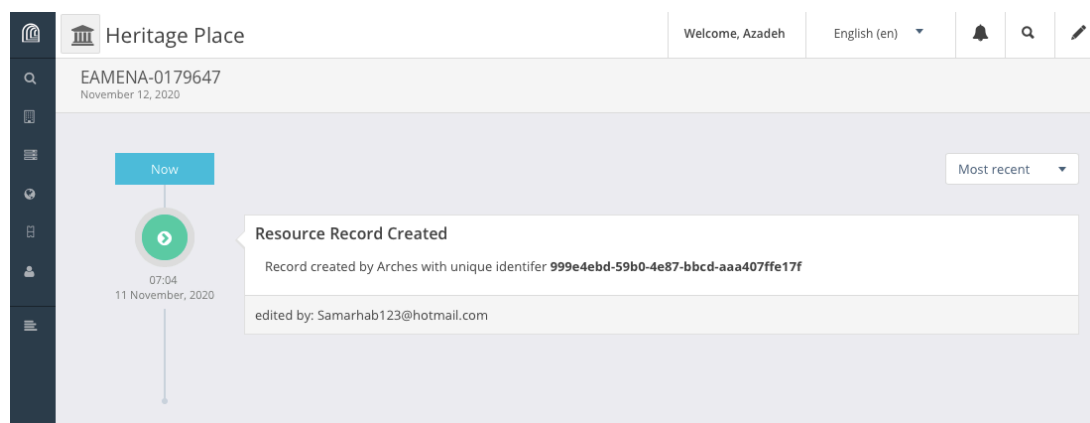 Heritage Place
Welcome, Azadeh
English (en)
EAMENA-0179647
November 12, 2020
Now
Most recent
Resource Record Created
Record created by Arches with unique identifer 999e4ebd-59b0-4e87-bbcd-aaa407ffe17f
07:04
11 November, 2020
edited by: Samarhab123@hotmail.com